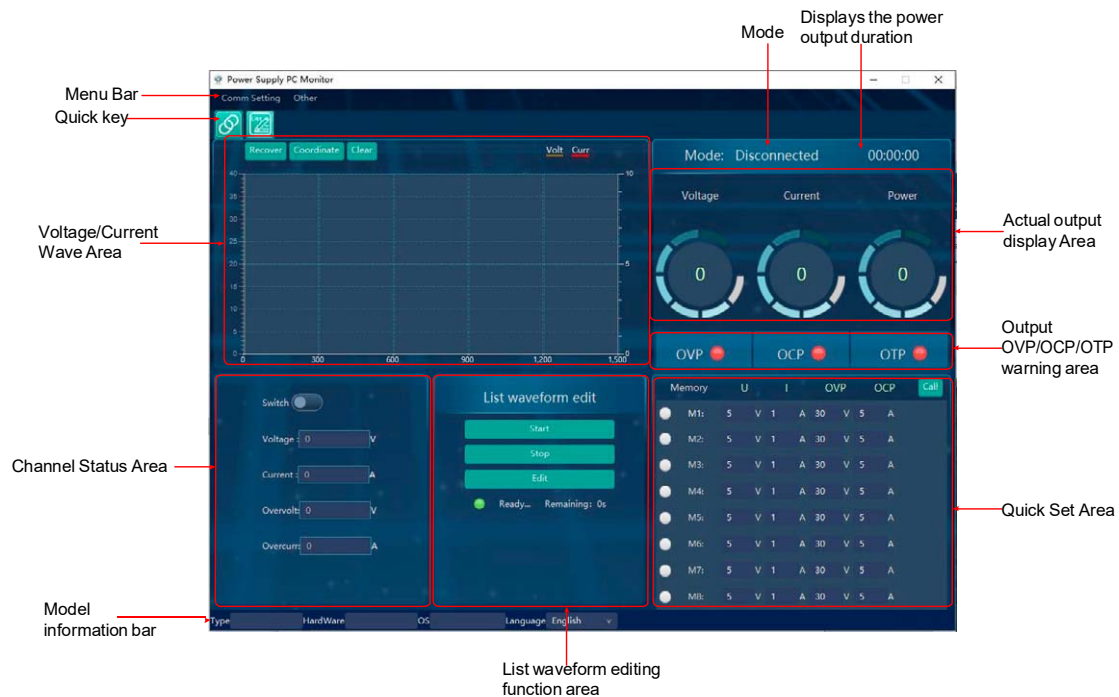 Displays the power
output duration
Mode
Power Supply PC Monitor
Menu Bar
Comm Setting Other
Quick key
Recover Coordinate Clear Volt Curr
Mode: Disconnected 00:00:00
40 10
35
30
25
20 5
15
10
5
0 0
0 300 600 900 1,200 1,500
Voltage/Current
Wave Area
Voltage Current Power
0 0 0
Actual output
display Area
OVP OCP OTP
Output
OVP/OCP/OTP
warning area
Switch
Voltage : 0 V
Current : 0 A
Overvolt: 0 V
Overcurr: 0 A
Channel Status Area
List waveform edit
Start
Stop
Edit
Ready... Remaining: 0s
Memory U I OVP OCP Call
M1: 5 V 1 A 30 V 5 A
M2: 5 V 1 A 30 V 5 A
M3: 5 V 1 A 30 V 5 A
M4: 5 V 1 A 30 V 5 A
M5: 5 V 1 A 30 V 5 A
M6: 5 V 1 A 30 V 5 A
M7: 5 V 1 A 30 V 5 A
M8: 5 V 1 A 30 V 5 A
Quick Set Area
Model
information bar
Type HardWare OS Language English
List waveform editing
function area